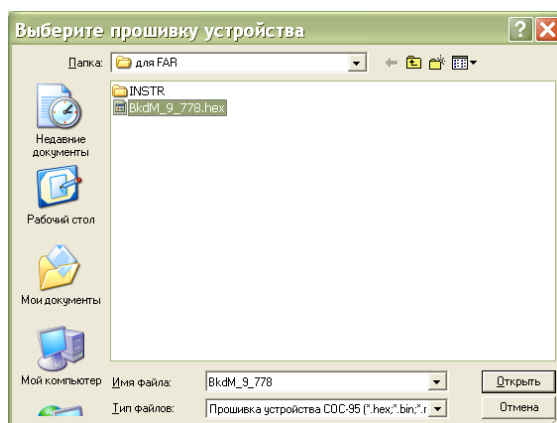 Выберите прошивку устройства
Папка: для FAR
INSTR
BkdM_9_778.hex
Недавние
документы
Рабочий стол
Мои документы
Мой компьютер
Имя файла: BkdM_9_778 Открыть
Тип файлов: Прошивка устройства СОС-95 (*.hex;*.bin;*.r Отмена